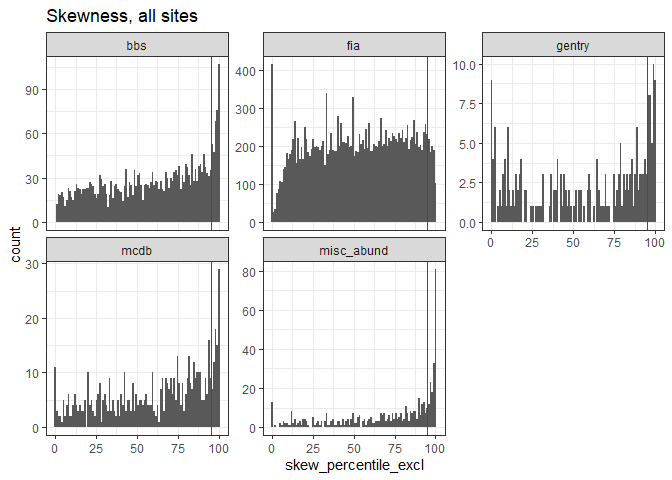 Skewness, all sites
bbs
fia
gentry
90
60
30
0
400
300
200
100
0
10.0
7.5
5.0
2.5
0.0
0 25 50 75 100
count
mcdb
misc_abund
30
20
10
0
80
60
40
20
0
0 25 50 75 100
0 25 50 75 100
skew_percentile_excl